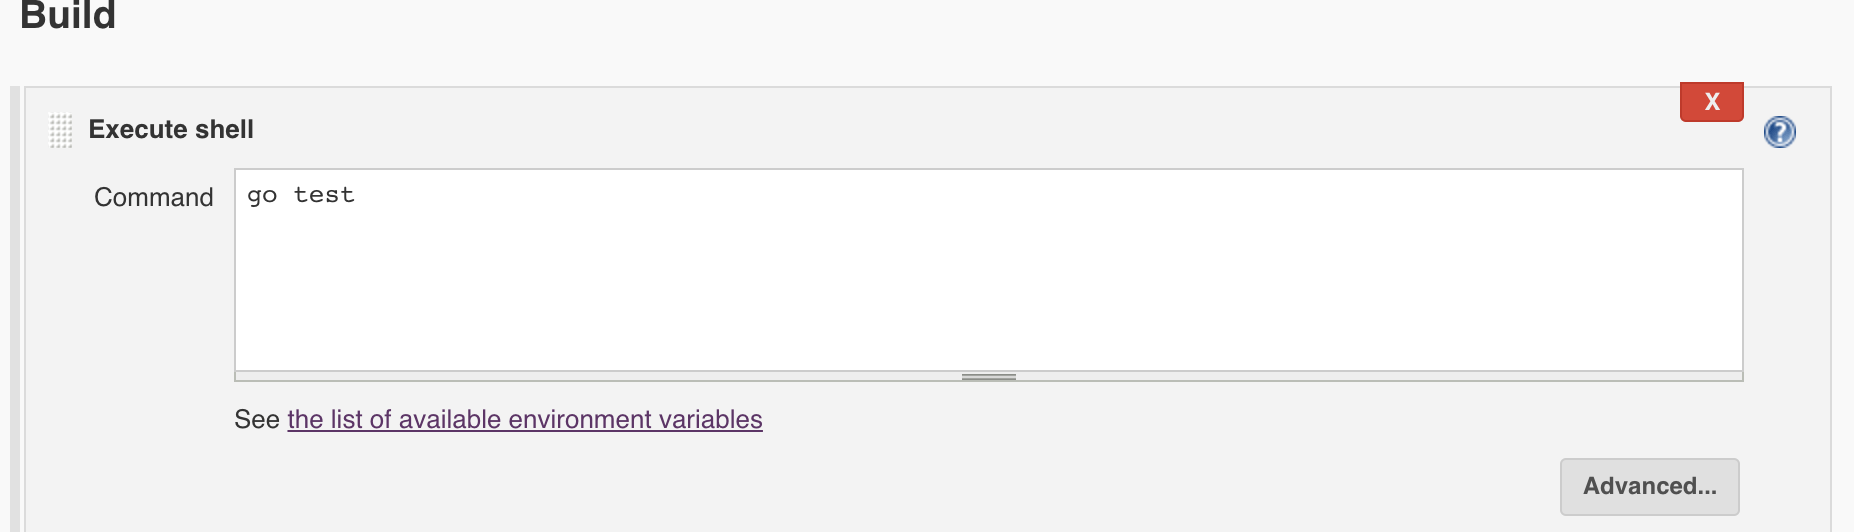 Build
X
Execute shell
?
Command
go test
See the list of available environment variables
Advanced...